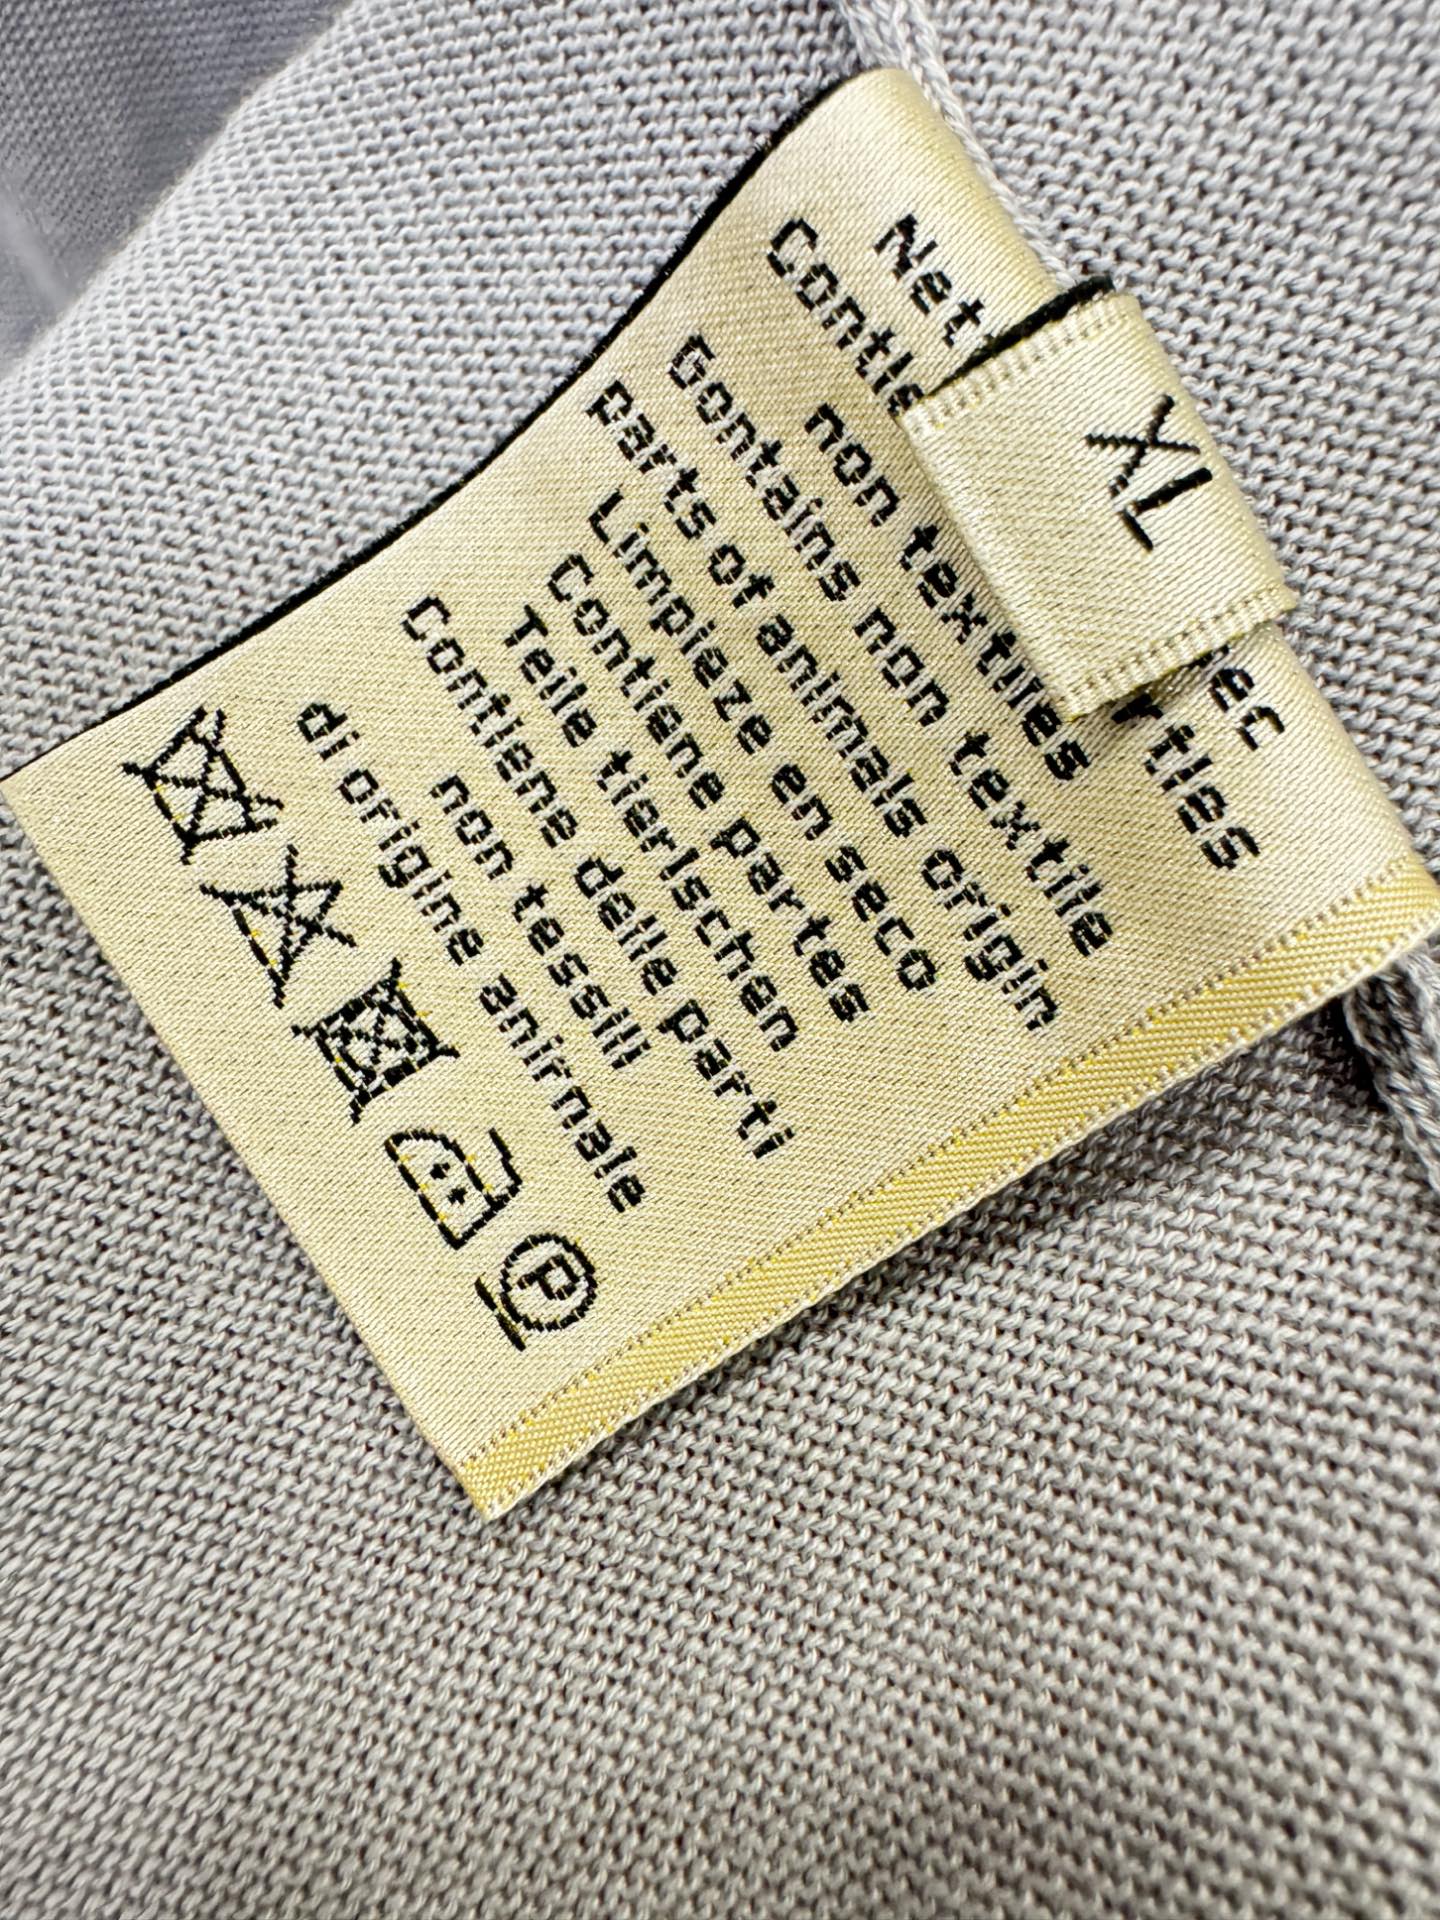 XL
non textiles
Contains non textile
parts of animals origin
Limpieze en seco
Contiene partes
Teile tierischen
Contiene delle parti
non tessili
di origine animale
P